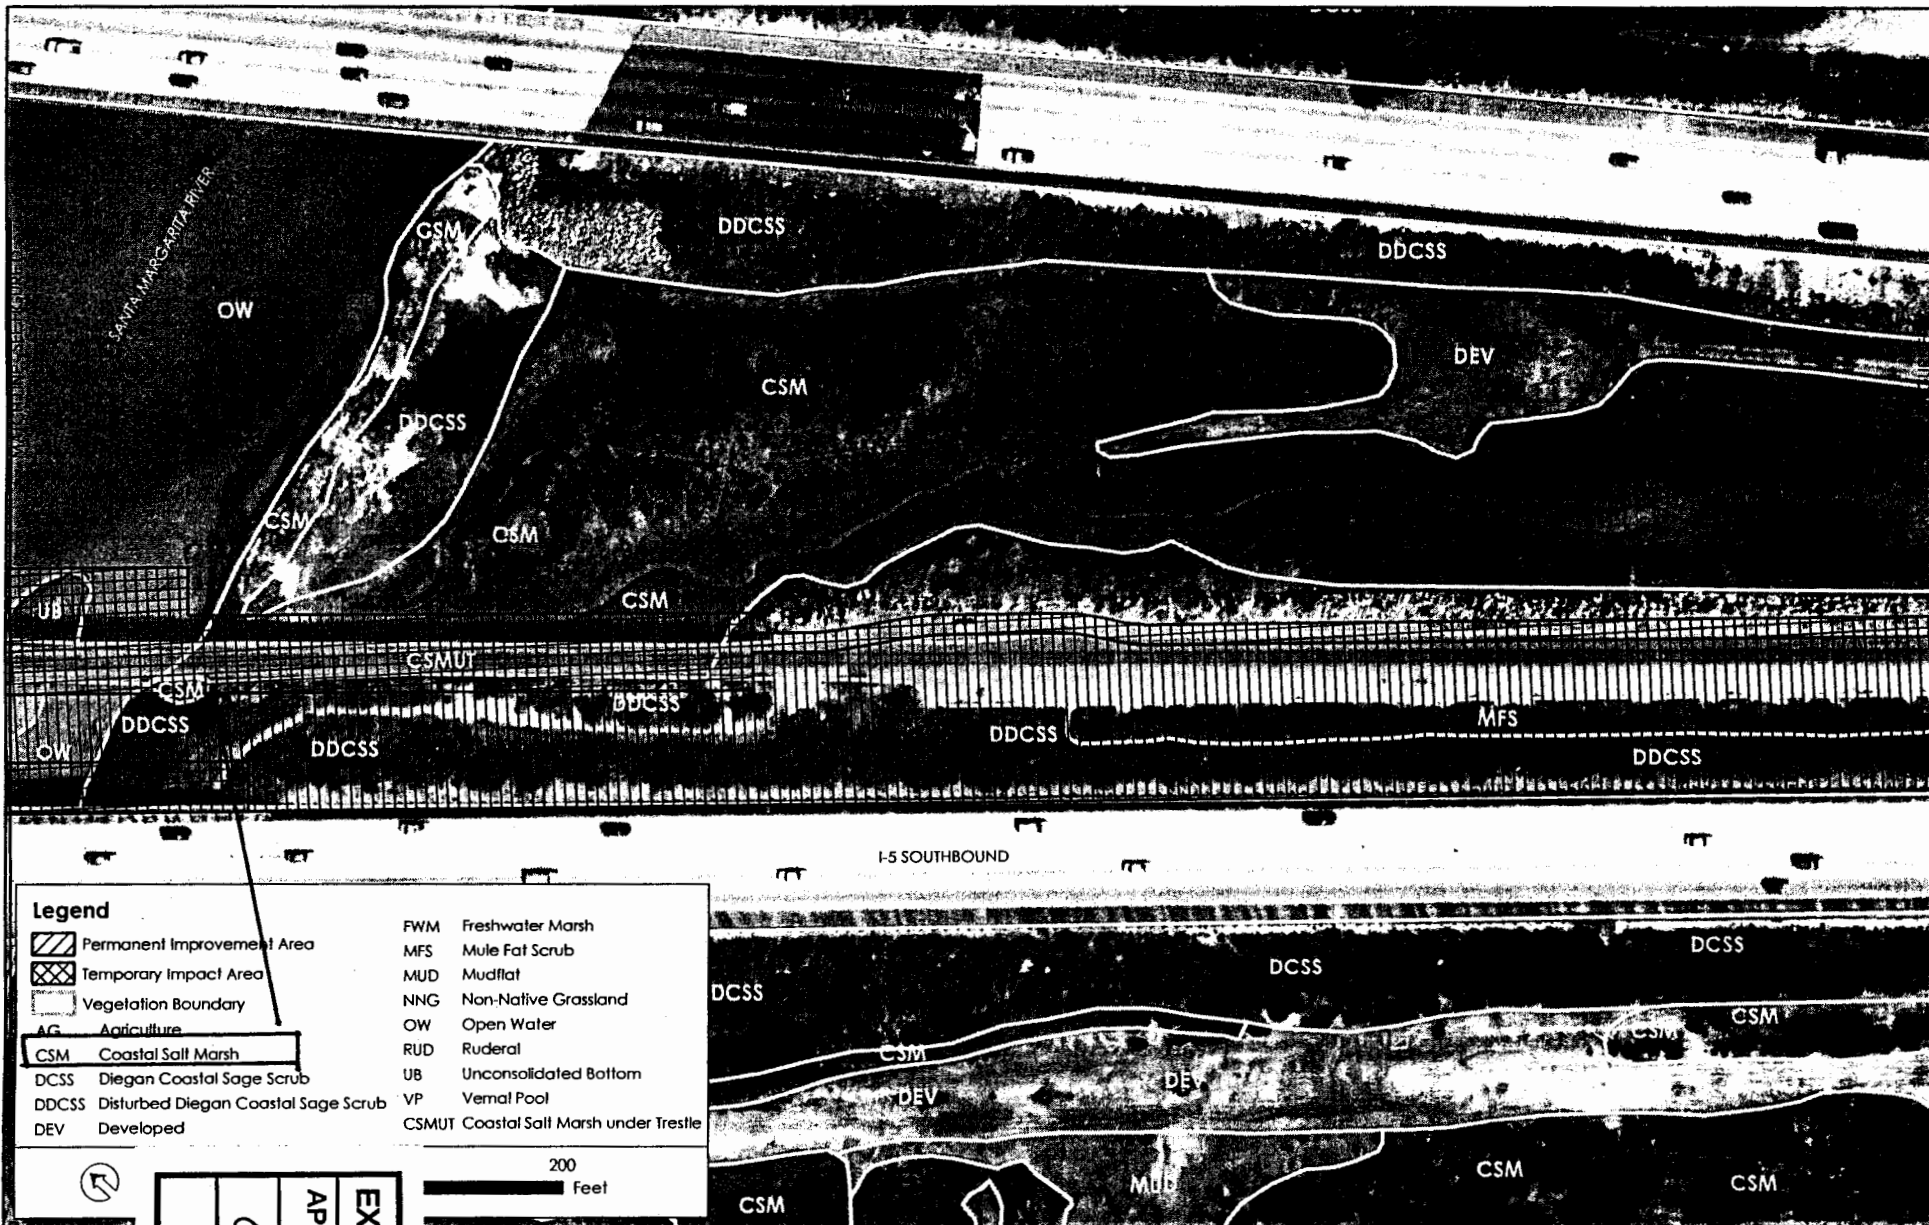 SANTA MARGARITA RIVER
CSM
DDCSS
DDCSS
OW
DEV
CSM
DDCSS
CSM
CSM
CSM
UB
CSMUT
CSM
DDCSS
DDCSS
MFS
DDCSS
DDCSS
OW
DDCSS
I-5 SOUTHBOUND
DCSS
DCSS
DCSS
CSM
CSM
CSM
DEV
DEV
CSM
MUD
CSM
CSM
Legend
Permanent Improvement Area
Temporary Impact Area
Vegetation Boundary
AG Agriculture
CSM Coastal Salt Marsh
DCSS Diegan Coastal Sage Scrub
DDCSS Disturbed Diegan Coastal Sage Scrub
DEV Developed
FWM Freshwater Marsh
MFS Mule Fat Scrub
MUD Mudflat
NNG Non-Native Grassland
OW Open Water
RUD Ruderal
UB Unconsolidated Bottom
VP Vernal Pool
CSMUT Coastal Salt Marsh under Trestle
200
Feet
EX
AP